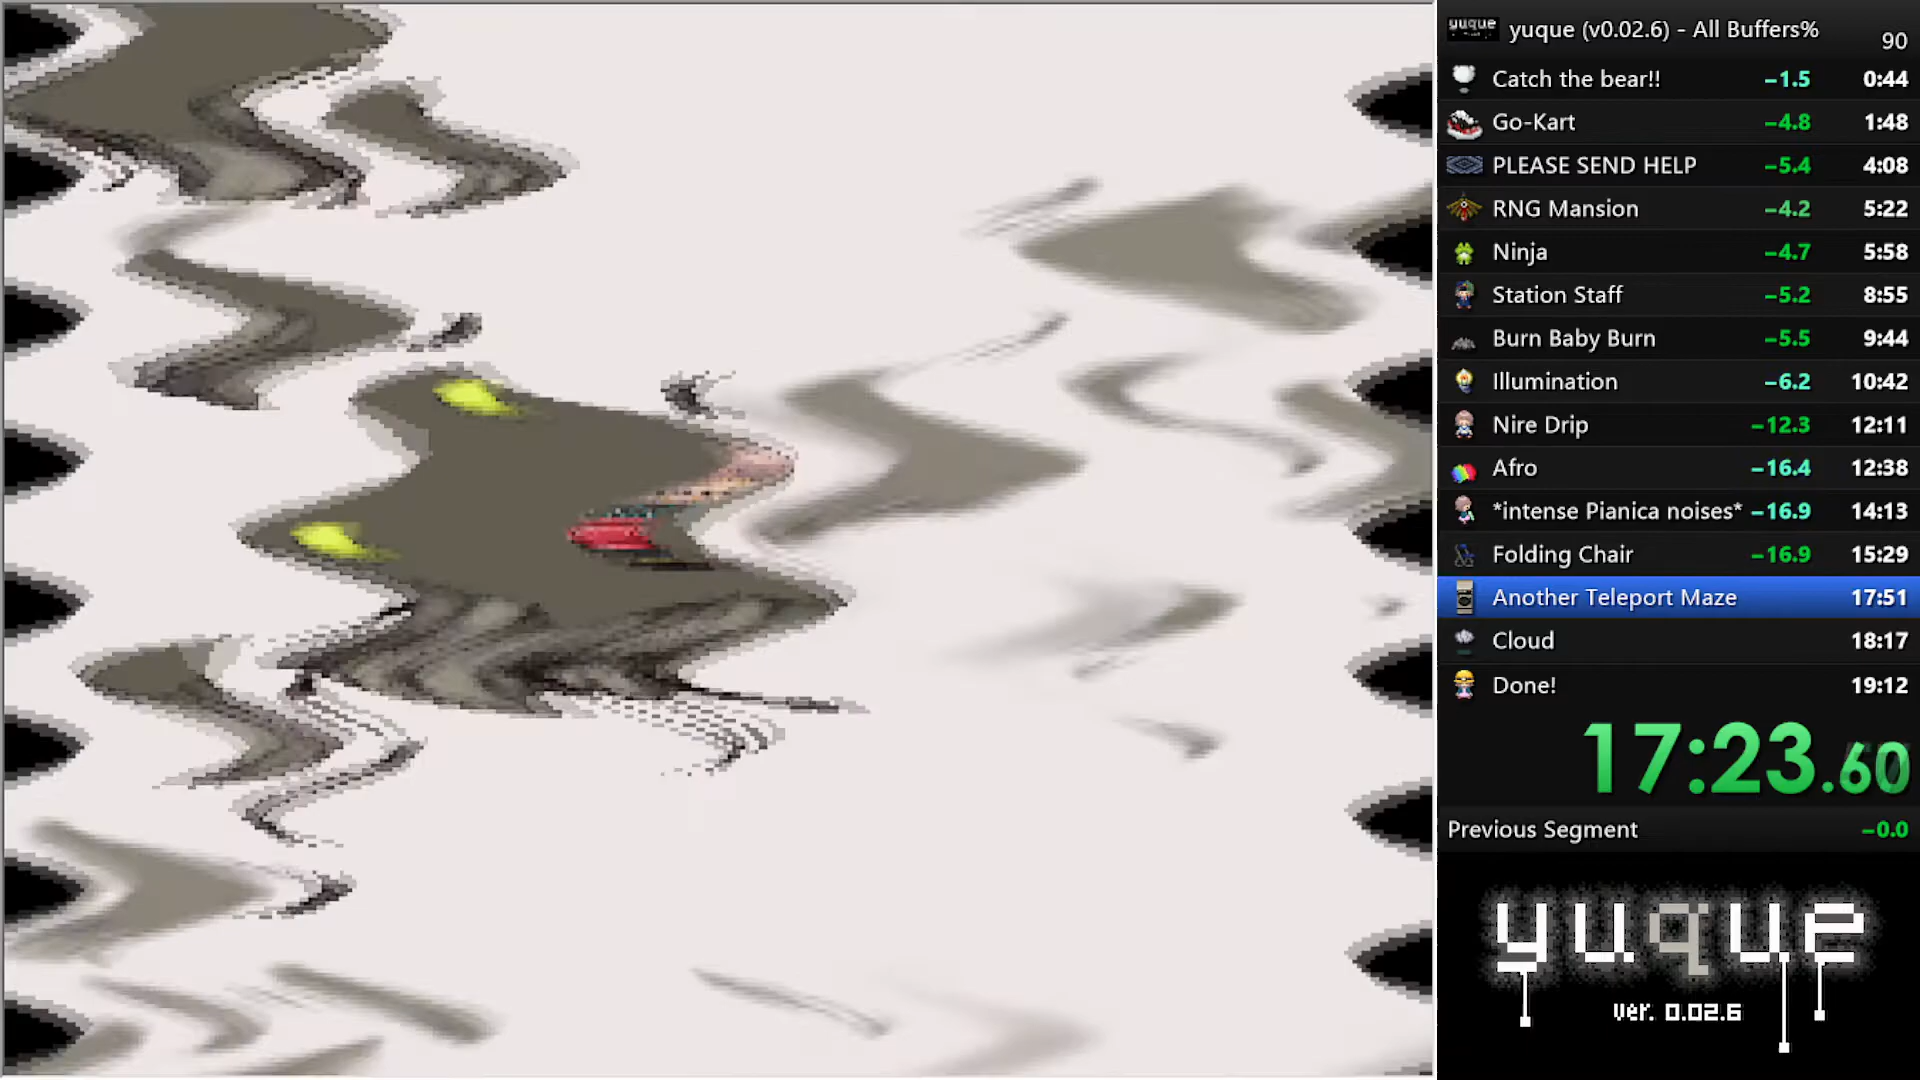 yuque
yuque (v0.02.6) - All Buffers%
90
Catch the bear!! −1.5 0:44
Go-Kart −4.8 1:48
PLEASE SEND HELP −5.4 4:08
RNG Mansion −4.2 5:22
Ninja −4.7 5:58
Station Staff −5.2 8:55
Burn Baby Burn −5.5 9:44
Illumination −6.2 10:42
Nire Drip −12.3 12:11
Afro −16.4 12:38
*intense Pianica noises* −16.9 14:13
Folding Chair −16.9 15:29
Another Teleport Maze 17:51
Cloud 18:17
Done! 19:12
17:23.60
Previous Segment −0.0
yuque
ver. 0.02.6